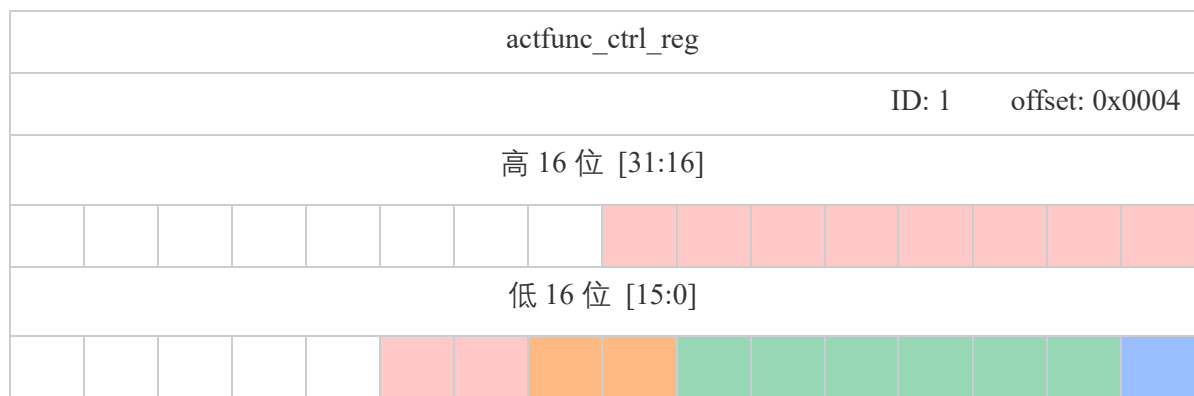 actfunc_ctrl_reg
ID: 1 offset: 0x0004
高 16 位 [31:16]
低 16 位 [15:0]